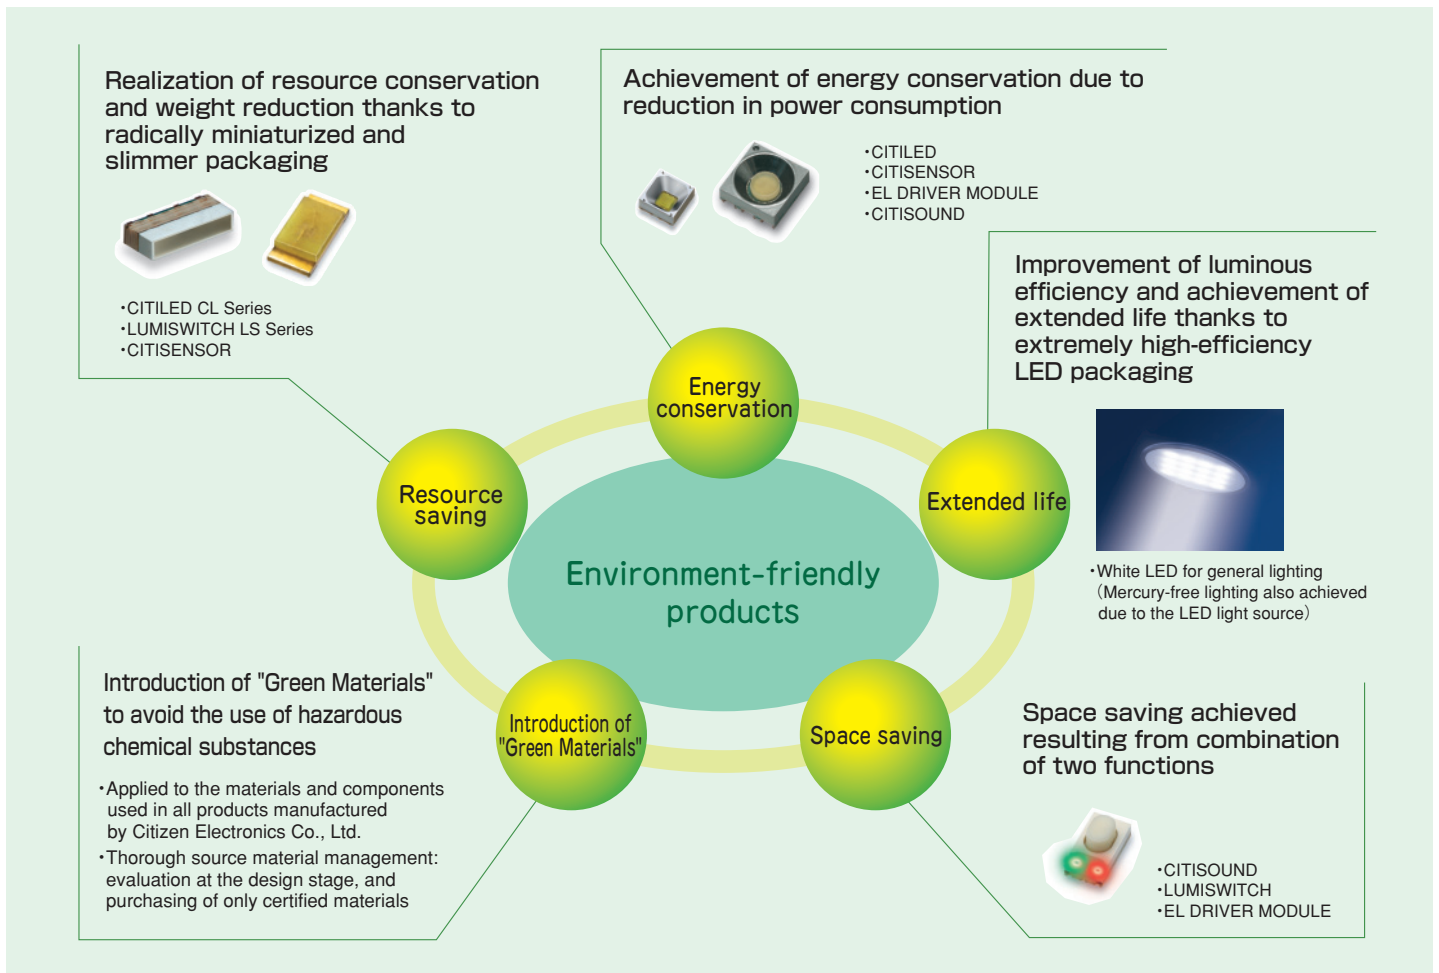 Realization of resource conservation
and weight reduction thanks to
radically miniaturized and
slimmer packaging
・CITILED CL Series
・LUMISWITCH LS Series
・CITISENSOR
Achievement of energy conservation due to
reduction in power consumption
・CITILED
・CITISENSOR
・EL DRIVER MODULE
・CITISOUND
Improvement of luminous
efficiency and achievement of
extended life thanks to
extremely high-efficiency
LED packaging
・White LED for general lighting
（Mercury-free lighting also achieved
due to the LED light source）
Energy
conservation
Resource
saving
Extended life
Environment-friendly
products
Introduction of
"Green Materials"
Space saving
Introduction of "Green Materials"
to avoid the use of hazardous
chemical substances
・Applied to the materials and components
used in all products manufactured
by Citizen Electronics Co., Ltd.
・Thorough source material management:
evaluation at the design stage, and
purchasing of only certified materials
Space saving achieved
resulting from combination
of two functions
・CITISOUND
・LUMISWITCH
・EL DRIVER MODULE